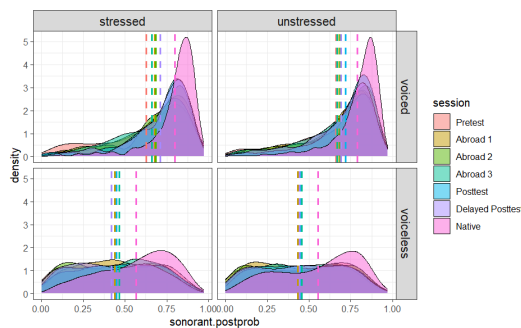 stressed unstressed
5
4
3
2
1
0
voiced
5
4
3
2
1
0
voiceless
density
0.00 0.25 0.50 0.75 1.00 0.00 0.25 0.50 0.75 1.00
sonorant.postprob
session
Pretest
Abroad 1
Abroad 2
Abroad 3
Posttest
Delayed Posttest
Native